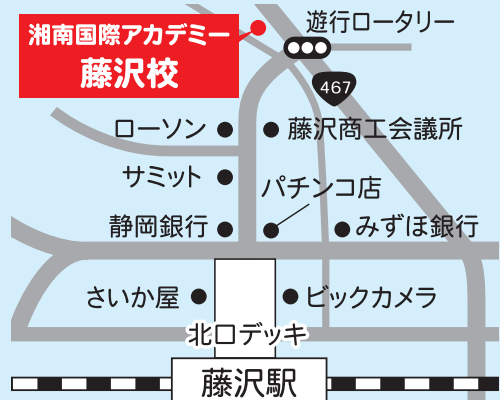 湘南国際アカデミー
藤沢校
遊行ロータリー
467
ローソン
藤沢商工会議所
サミット
パチンコ店
静岡銀行
みずほ銀行
さいか屋
ビックカメラ
北口デッキ
藤沢駅